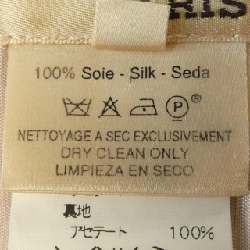 RIS
100% Soie - Silk - Seda
P
NETTOYAGE A SEC EXCLUSIVEMENT
DRY CLEAN ONLY
LIMPIEZA EN SECO
裏地
アセテート 100%